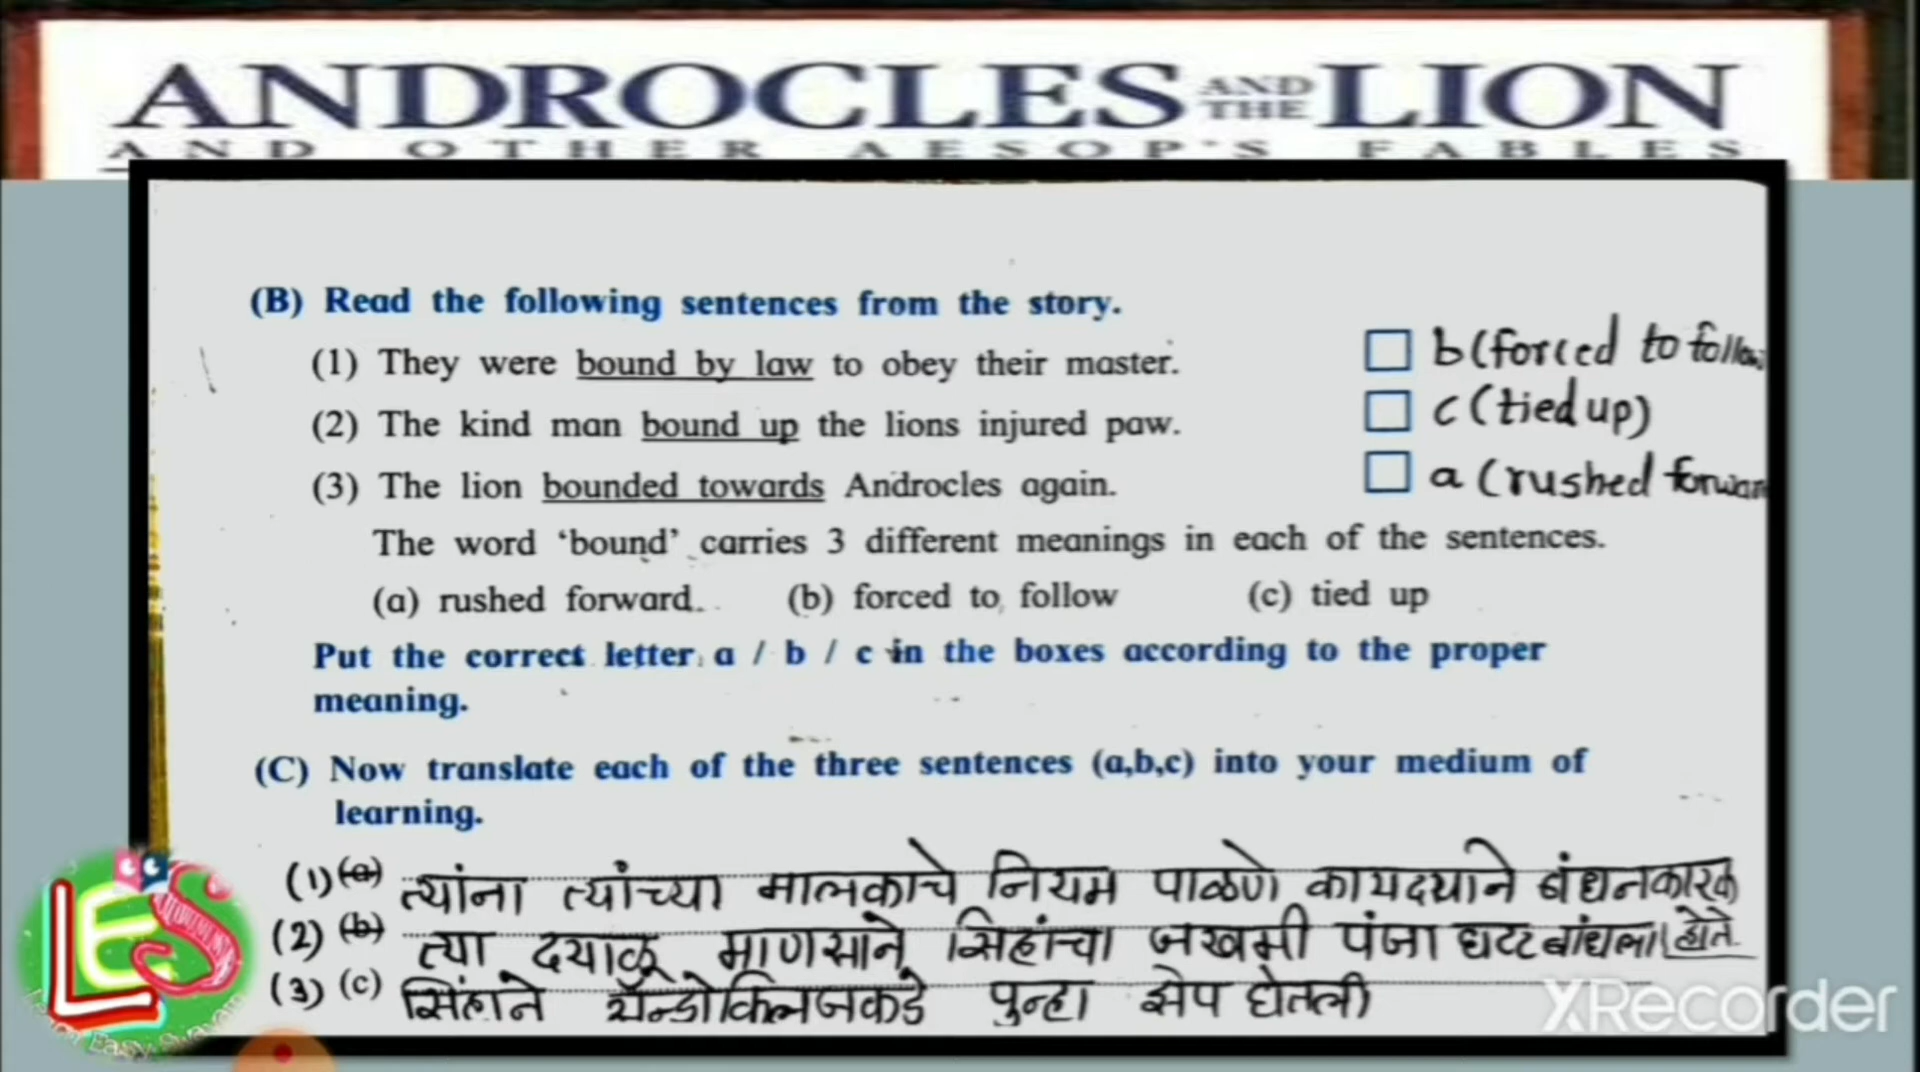 ANDROCLES AND THE LION
AND OTHER AESOP'S FABLES
(B) Read the following sentences from the story.
(1) They were bound by law to obey their master. b(forced to follow
(2) The kind man bound up the lions injured paw. c (tied up)
(3) The lion bounded towards Androcles again. a (rushed forwar
The word ‘bound’ carries 3 different meanings in each of the sentences.
(a) rushed forward. (b) forced to follow (c) tied up
Put the correct letter a / b / c in the boxes according to the proper
meaning.
(C) Now translate each of the three sentences (a,b,c) into your medium of
learning.
(1) (a) त्यांना त्यांच्या मालकाचे नियम पाळणे कायदयाने बंधनकारक
(2) (b) त्या दयाळू माणसाने सिहांचा जखमी पंजा घटट बांधला होते
(3) (c) सिंहाने अॅन्ड्रोक्लिजकडे पुन्हा झेप घेतली
LES
XRecorder